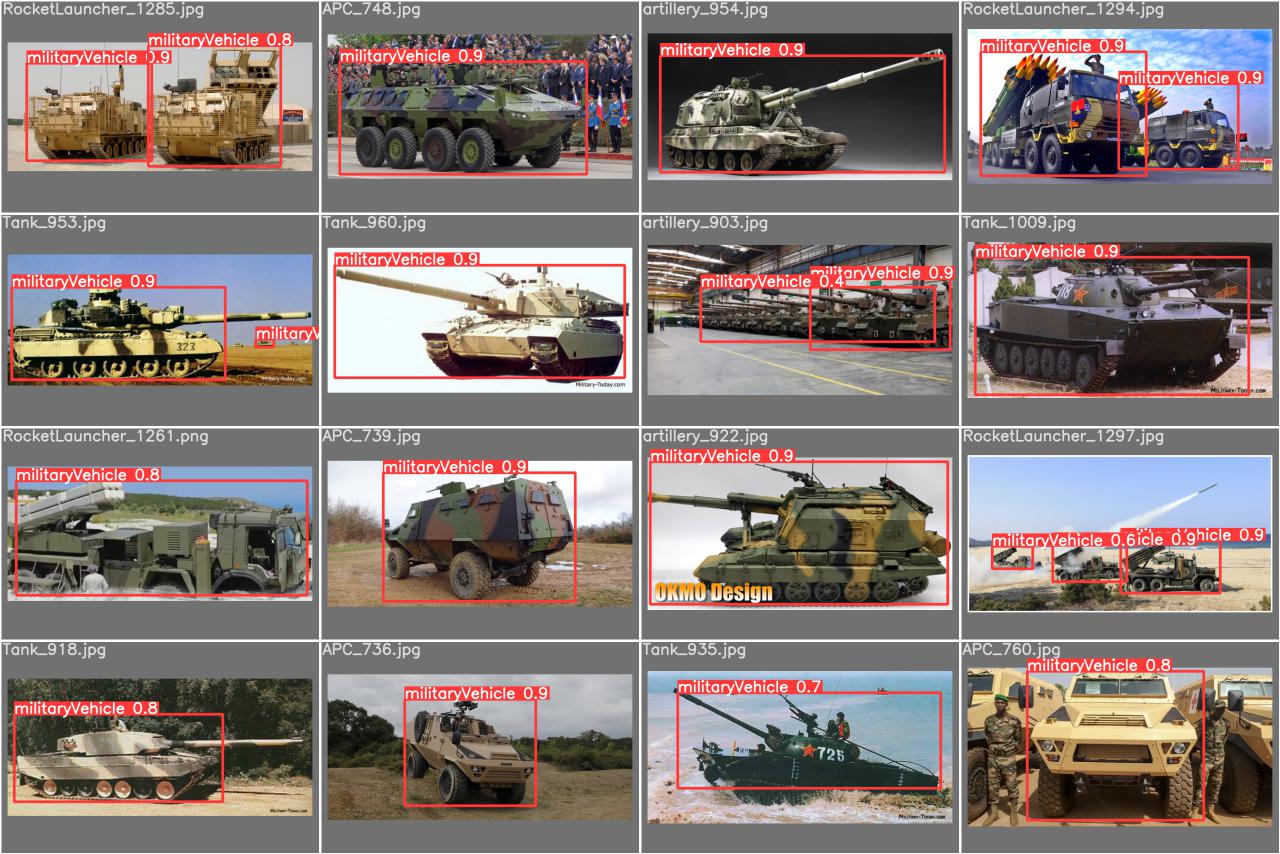 RocketLauncher_1285.jpg
militaryVehicle 0.9
militaryVehicle 0.8
APC_748.jpg
militaryVehicle 0.9
artillery_954.jpg
militaryVehicle 0.9
RocketLauncher_1294.jpg
militaryVehicle 0.9
militaryVehicle 0.9
Tank_953.jpg
militaryVehicle 0.9
militaryV
323
Military-Today.com
Tank_960.jpg
militaryVehicle 0.9
Military-Today.com
artillery_903.jpg
militaryVehicle 0.4
militaryVehicle 0.9
Tank_1009.jpg
militaryVehicle 0.9
Military-Today.com
RocketLauncher_1261.png
militaryVehicle 0.8
APC_739.jpg
militaryVehicle 0.9
artillery_922.jpg
militaryVehicle 0.9
OKMO Design
RocketLauncher_1297.jpg
militaryVehicle 0.6
icle 0.9
hicle 0.9
Tank_918.jpg
militaryVehicle 0.8
Military-Today.com
APC_736.jpg
militaryVehicle 0.9
Tank_935.jpg
militaryVehicle 0.7
725
Military-Today.com
APC_760.jpg
militaryVehicle 0.8